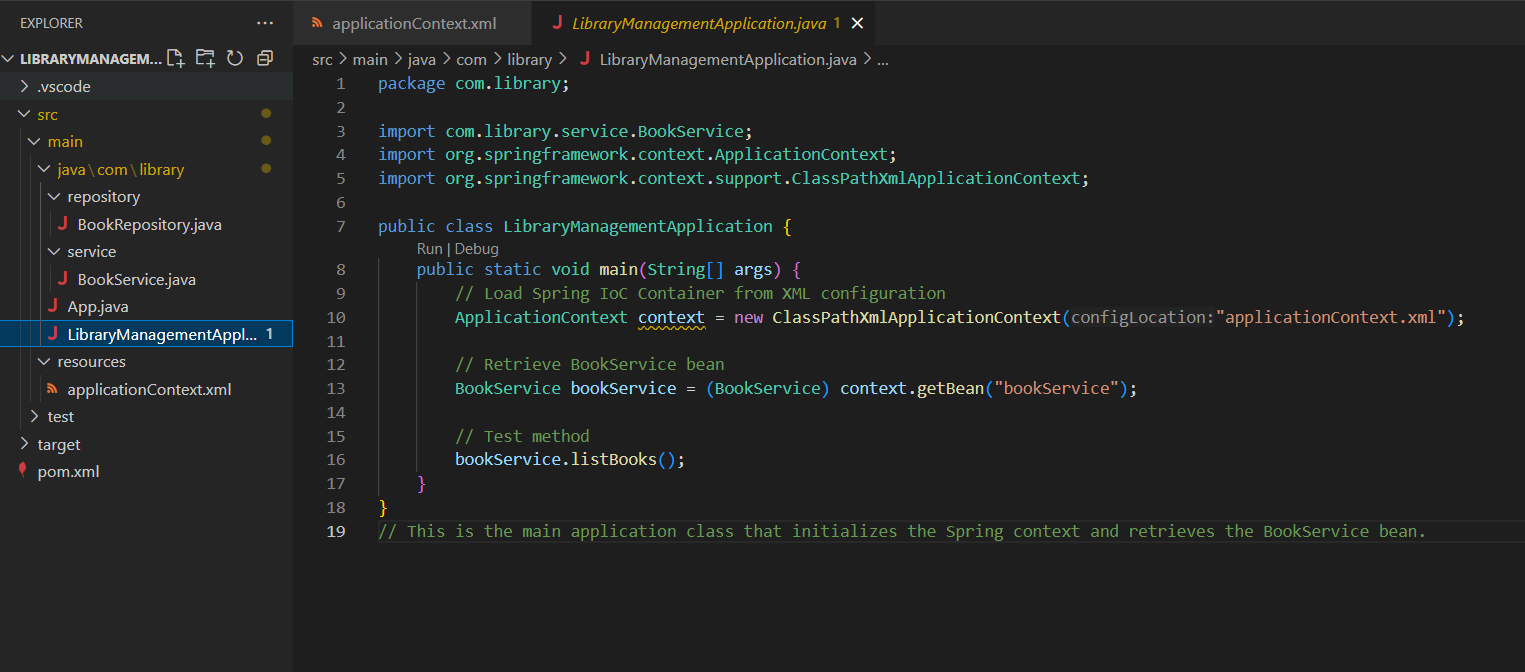 EXPLORER
LIBRARYMANAGEM...
.vscode
src
main
java\com\library
repository
BookRepository.java
service
BookService.java
App.java
LibraryManagementAppl... 1
resources
applicationContext.xml
test
target
pom.xml
applicationContext.xml
LibraryManagementApplication.java 1
src > main > java > com > library > LibraryManagementApplication.java > ...
1 package com.library;
2
3 import com.library.service.BookService;
4 import org.springframework.context.ApplicationContext;
5 import org.springframework.context.support.ClassPathXmlApplicationContext;
6
7 public class LibraryManagementApplication {
Run | Debug
8 public static void main(String[] args) {
9 // Load Spring IoC Container from XML configuration
10 ApplicationContext context = new ClassPathXmlApplicationContext(configLocation:"applicationContext.xml");
11
12 // Retrieve BookService bean
13 BookService bookService = (BookService) context.getBean("bookService");
14
15 // Test method
16 bookService.listBooks();
17 }
18 }
19 // This is the main application class that initializes the Spring context and retrieves the BookService bean.